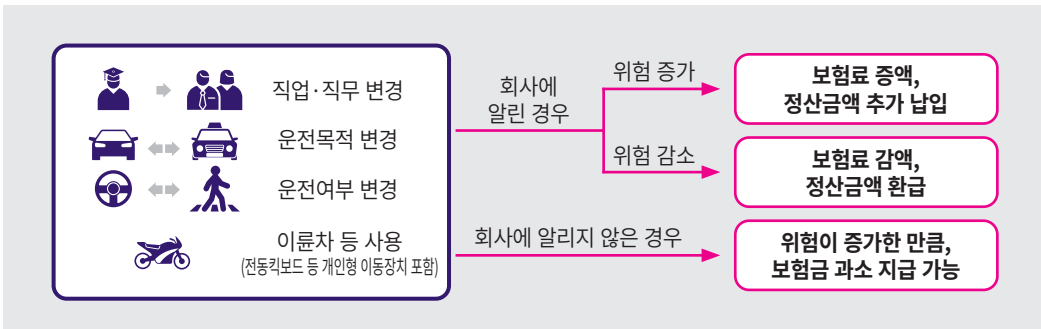 직업·직무 변경
운전목적 변경
운전여부 변경
이륜차 등 사용
(전동킥보드 등 개인형 이동장치 포함)
회사에
알린 경우
위험 증가
보험료 증액,
정산금액 추가 납입
위험 감소
보험료 감액,
정산금액 환급
회사에 알리지 않은 경우
위험이 증가한 만큼,
보험금 과소 지급 가능